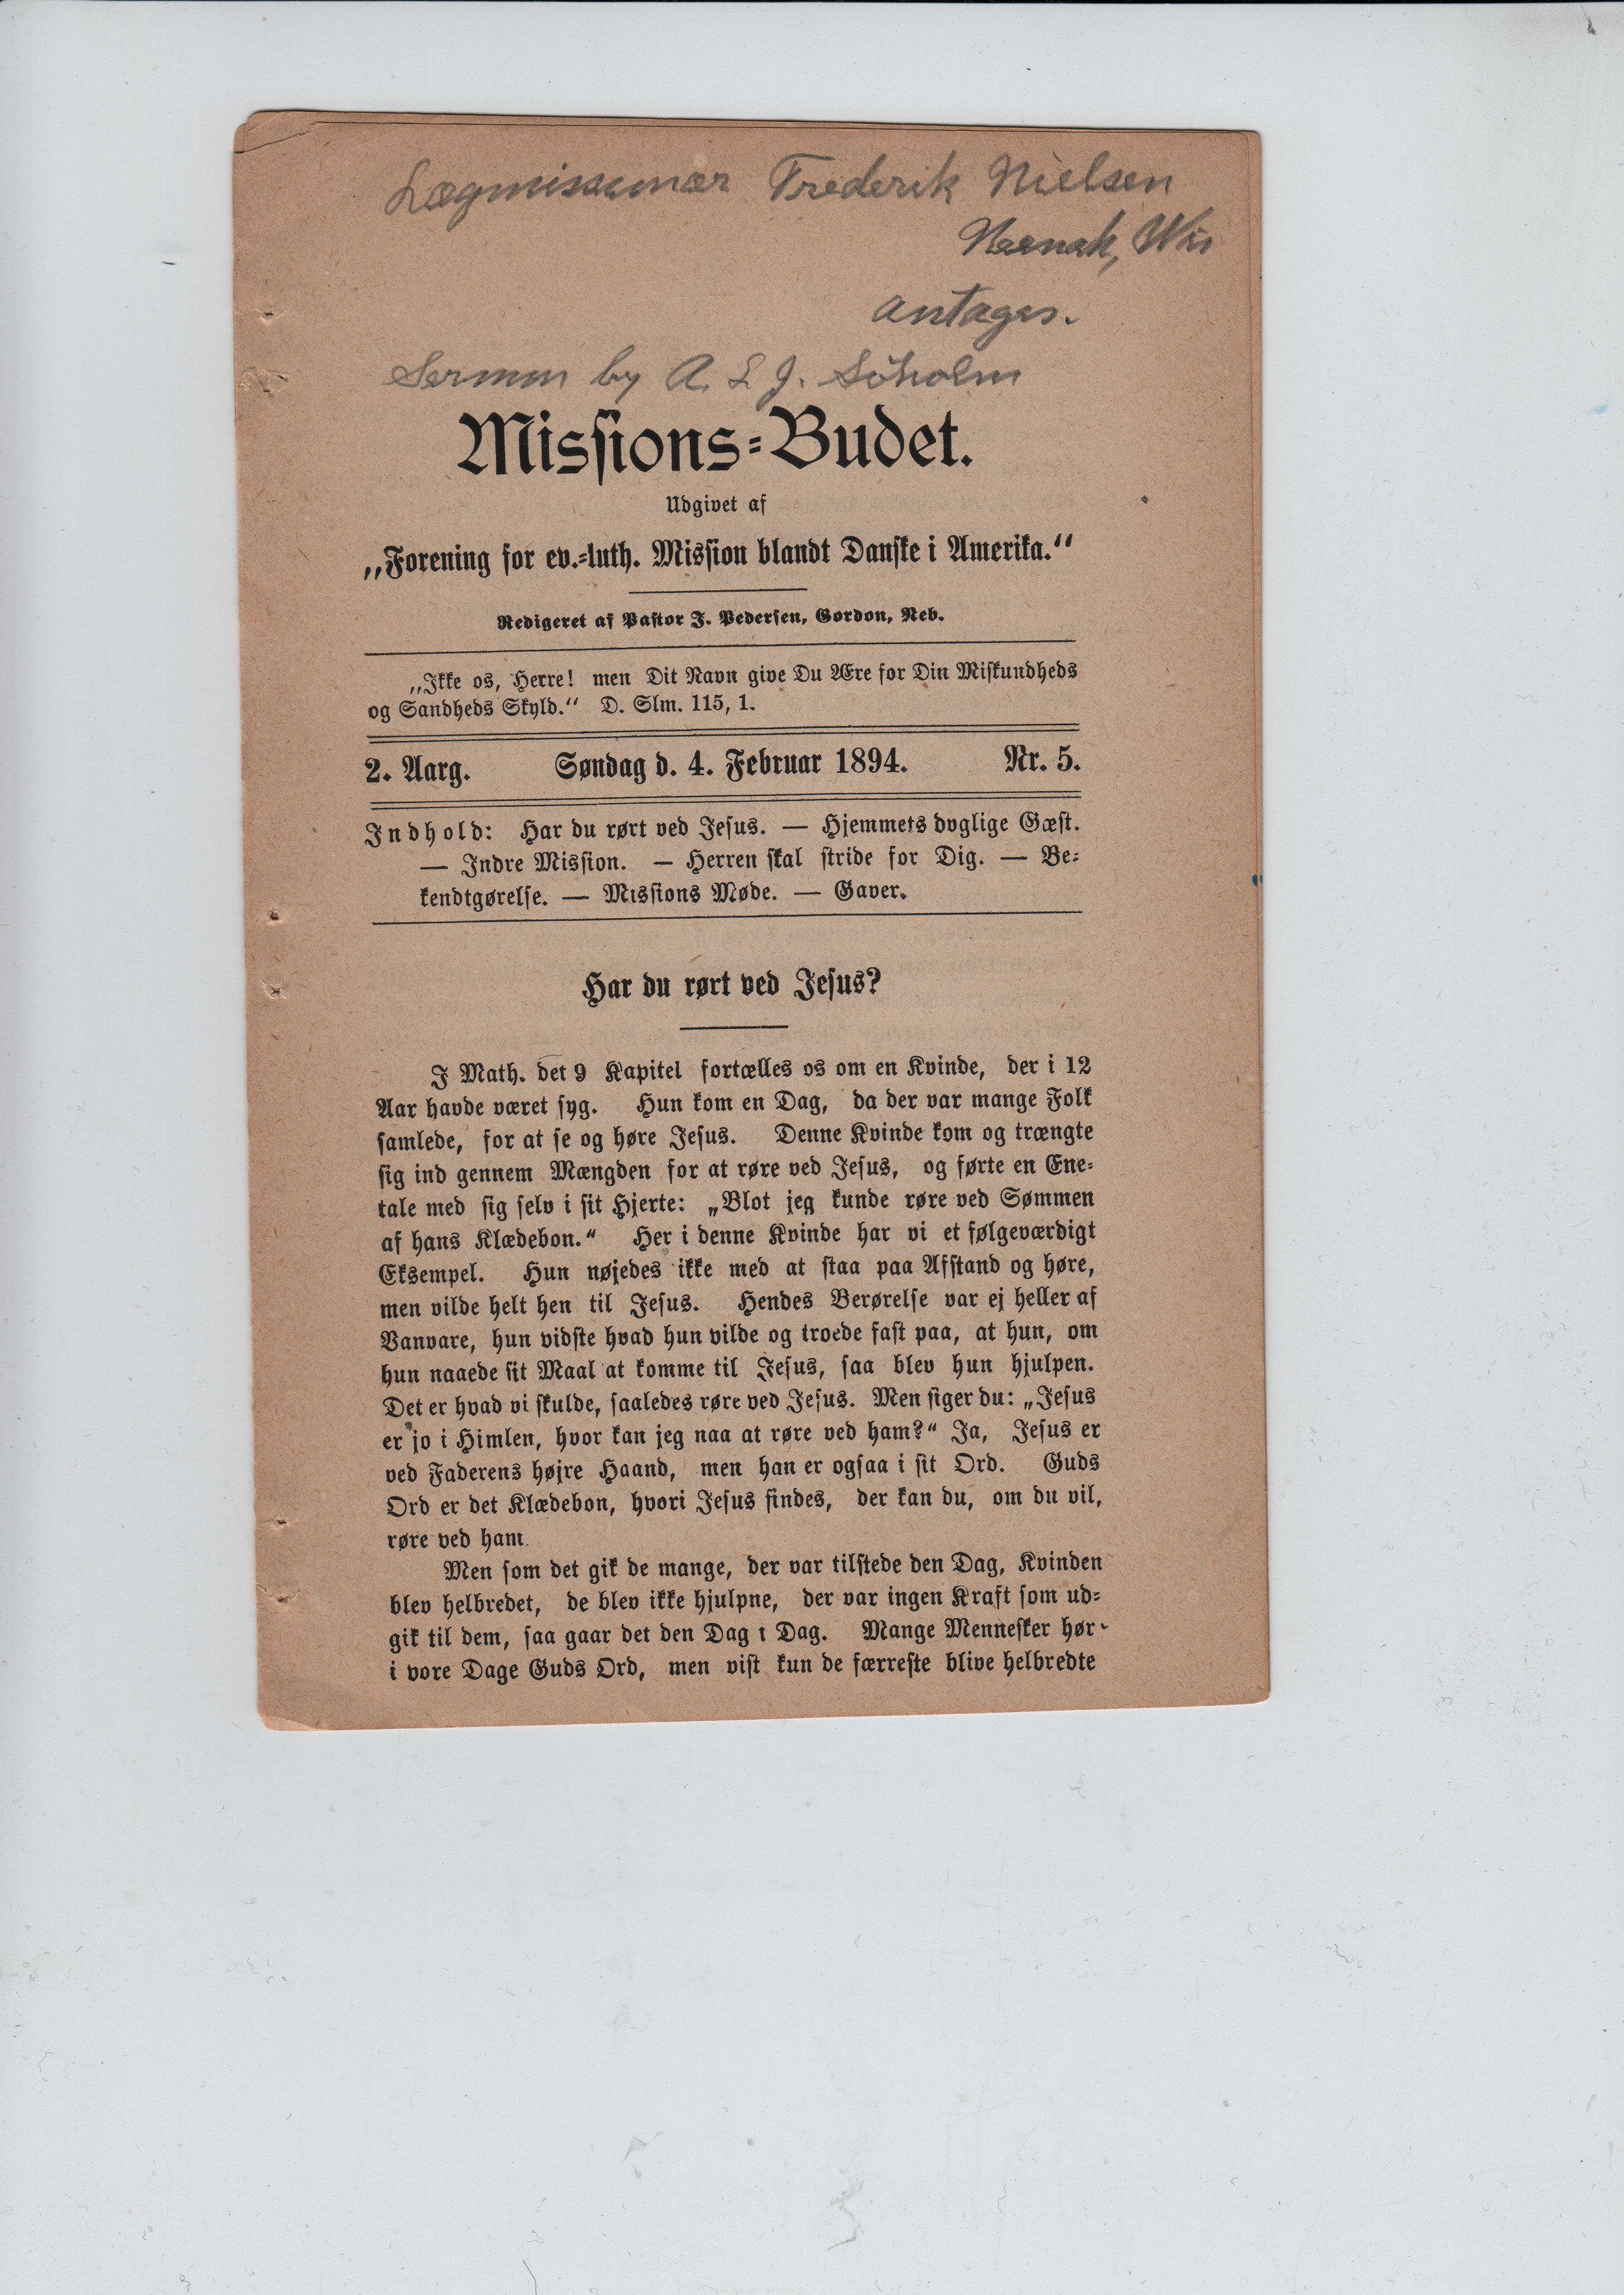 Lægmissionær Frederik Nielsen
Neenah, Wis
antages.
Sermon by A. L. J. Söholm
Missions=Budet.
Udgivet af
„Forening for ev.=luth. Mission blandt Danske i Amerika.“
Redigeret af Pastor J. Pedersen, Gordon, Neb.
„Ikke os, Herre! men Dit Navn give Du Ære for Din Miskundheds
og Sandheds Skyld.“ D. Slm. 115, 1.
2. Aarg. Søndag d. 4. Februar 1894. Nr. 5.
Indhold: Har du rørt ved Jesus. — Hjemmets dvglige Gæst.
— Indre Mission. — Herren skal stride for Dig. — Be=
kendtgørelse. — Missions Møde. — Gaver.
Har du rørt ved Jesus?
I Math. det 9 Kapitel fortælles os om en Kvinde, der i 12
Aar havde været syg. Hun kom en Dag, da der var mange Folk
samlede, for at se og høre Jesus. Denne Kvinde kom og trængte
sig ind gennem Mængden for at røre ved Jesus, og førte en Ene=
tale med sig selv i sit Hjerte: „Blot jeg kunde røre ved Sømmen
af hans Klædebon.“ Her i denne Kvinde har vi et følgeværdigt
Eksempel. Hun nøjedes ikke med at staa paa Afstand og høre,
men vilde helt hen til Jesus. Hendes Berørelse var ej heller af
Vanvare, hun vidste hvad hun vilde og troede fast paa, at hun, om
hun naaede sit Maal at komme til Jesus, saa blev hun hjulpen.
Det er hvad vi skulde, saaledes røre ved Jesus. Men siger du: „Jesus
er jo i Himlen, hvor kan jeg naa at røre ved ham?“ Ja, Jesus er
ved Faderens højre Haand, men han er ogsaa i sit Ord. Guds
Ord er det Klædebon, hvori Jesus findes, der kan du, om du vil,
røre ved ham.
Men som det gik de mange, der var tilstede den Dag, Kvinden
blev helbredet, de blev ikke hjulpne, der var ingen Kraft som ud=
gik til dem, saa gaar det den Dag i Dag. Mange Mennesker hør
i vore Dage Guds Ord, men vist kun de færreste blive helbredte